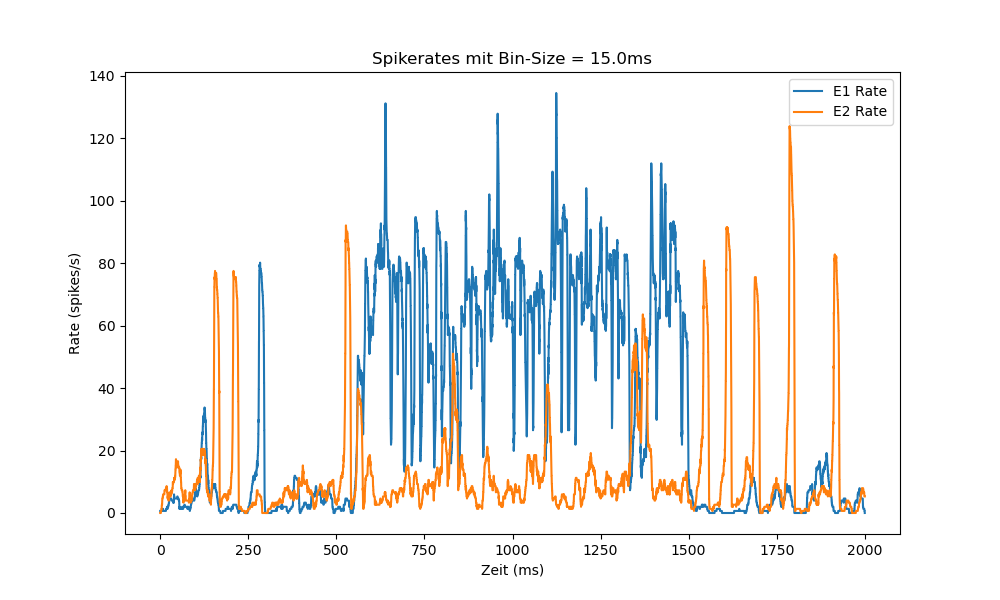 Spikerates mit Bin-Size = 15.0ms
E1 Rate
E2 Rate
Rate (spikes/s)
140
120
100
80
60
40
20
0
0 250 500 750 1000 1250 1500 1750 2000
Zeit (ms)